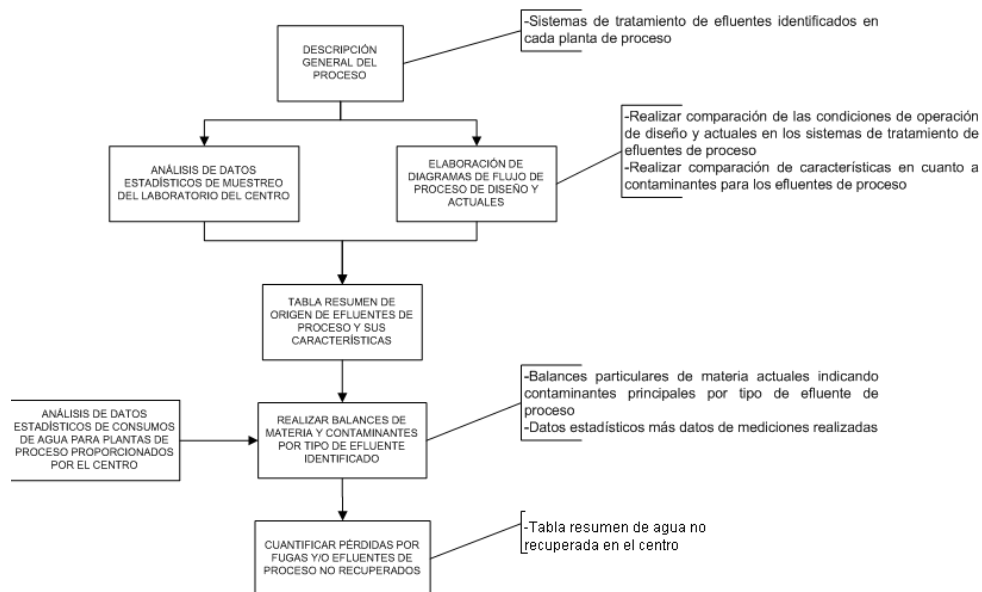 DESCRIPCIÓN
GENERAL DEL
PROCESO
-Sistemas de tratamiento de efluentes identificados en
cada planta de proceso
ANÁLISIS DE DATOS
ESTADÍSTICOS DE MUESTREO
DEL LABORATORIO DEL CENTRO
ELABORACIÓN DE
DIAGRAMAS DE FLUJO DE
PROCESO DE DISEÑO Y
ACTUALES
-Realizar comparación de las condiciones de operación
de diseño y actuales en los sistemas de tratamiento de
efluentes de proceso
-Realizar comparación de características en cuanto a
contaminantes para los efluentes de proceso
TABLA RESUMEN DE
ORIGEN DE EFLUENTES DE
PROCESO Y SUS
CARACTERÍSTICAS
ANÁLISIS DE DATOS
ESTADÍSTICOS DE CONSUMOS
DE AGUA PARA PLANTAS DE
PROCESO PROPORCIONADOS
POR EL CENTRO
REALIZAR BALANCES DE
MATERIA Y CONTAMINANTES
POR TIPO DE EFLUENTE
IDENTIFICADO
-Balances particulares de materia actuales indicando
contaminantes principales por tipo de efluente de
proceso
-Datos estadísticos más datos de mediciones realizadas
CUANTIFICAR PÉRDIDAS POR
FUGAS Y/O EFLUENTES DE
PROCESO NO RECUPERADOS
-Tabla resumen de agua no
recuperada en el centro